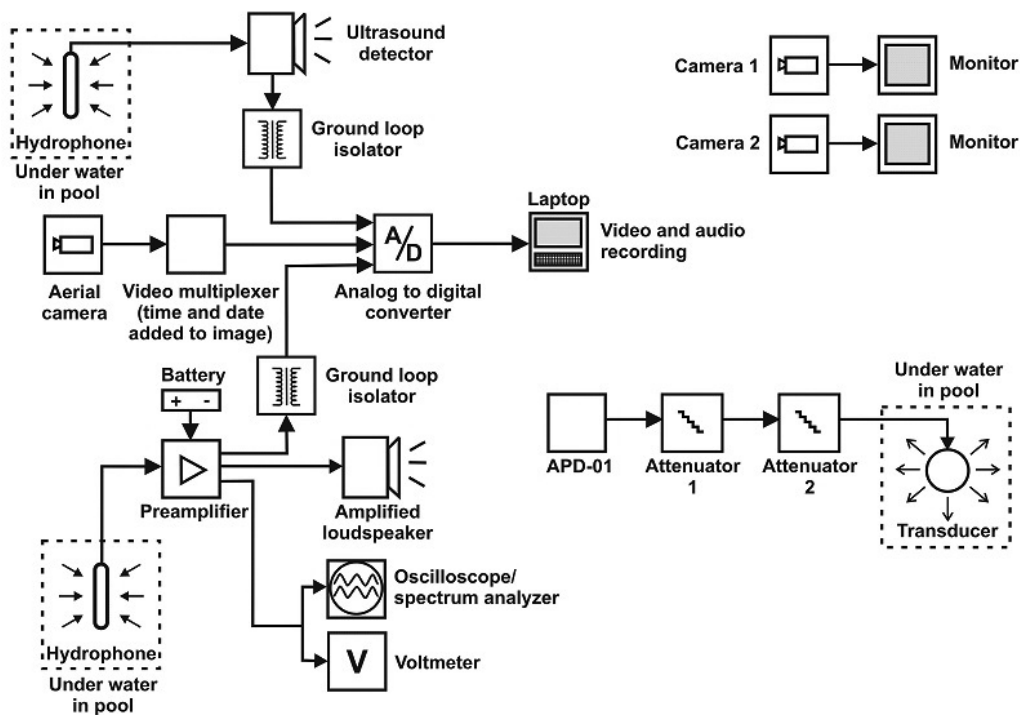 Hydrophone
Under water
in pool
Ultrasound
detector
Ground loop
isolator
Camera 1
Monitor
Camera 2
Monitor
Aerial
camera
Video multiplexer
(time and date
added to image)
A/D
Analog to digital
converter
Laptop
Video and audio
recording
Ground loop
isolator
Battery
+ -
Preamplifier
Amplified
loudspeaker
Hydrophone
Under water
in pool
Oscilloscope/
spectrum analyzer
V
Voltmeter
APD-01
Attenuator
1
Attenuator
2
Under water
in pool
Transducer